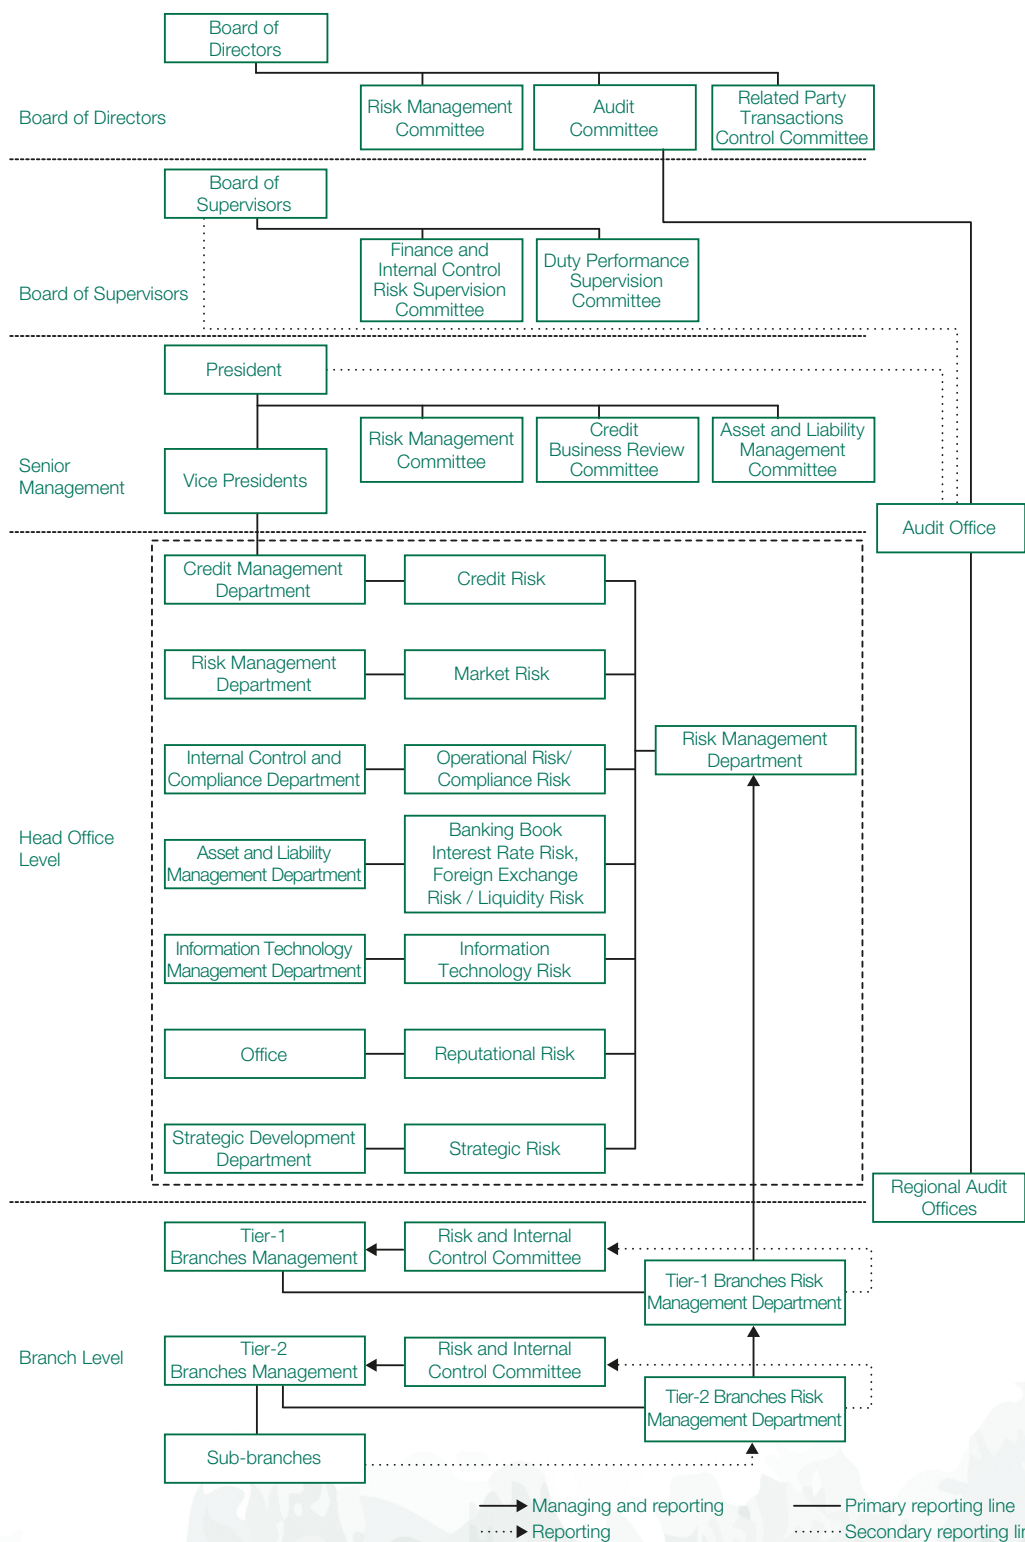 Board of
Directors
Board of Directors
Risk Management
Committee
Audit
Committee
Related Party
Transactions
Control Committee
Board of
Supervisors
Board of Supervisors
Finance and
Internal Control
Risk Supervision
Committee
Duty Performance
Supervision
Committee
President
Senior
Management
Vice Presidents
Risk Management
Committee
Credit
Business Review
Committee
Asset and Liability
Management
Committee
Audit Office
Head Office
Level
Credit Management
Department
Credit Risk
Risk Management
Department
Market Risk
Internal Control and
Compliance Department
Operational Risk/
Compliance Risk
Risk Management
Department
Asset and Liability
Management Department
Banking Book
Interest Rate Risk,
Foreign Exchange
Risk / Liquidity Risk
Information Technology
Management Department
Information
Technology Risk
Office
Reputational Risk
Strategic Development
Department
Strategic Risk
Regional Audit
Offices
Branch Level
Tier-1
Branches Management
Risk and Internal
Control Committee
Tier-1 Branches Risk
Management Department
Tier-2
Branches Management
Risk and Internal
Control Committee
Tier-2 Branches Risk
Management Department
Sub-branches
Managing and reporting
Primary reporting line
Reporting
Secondary reporting